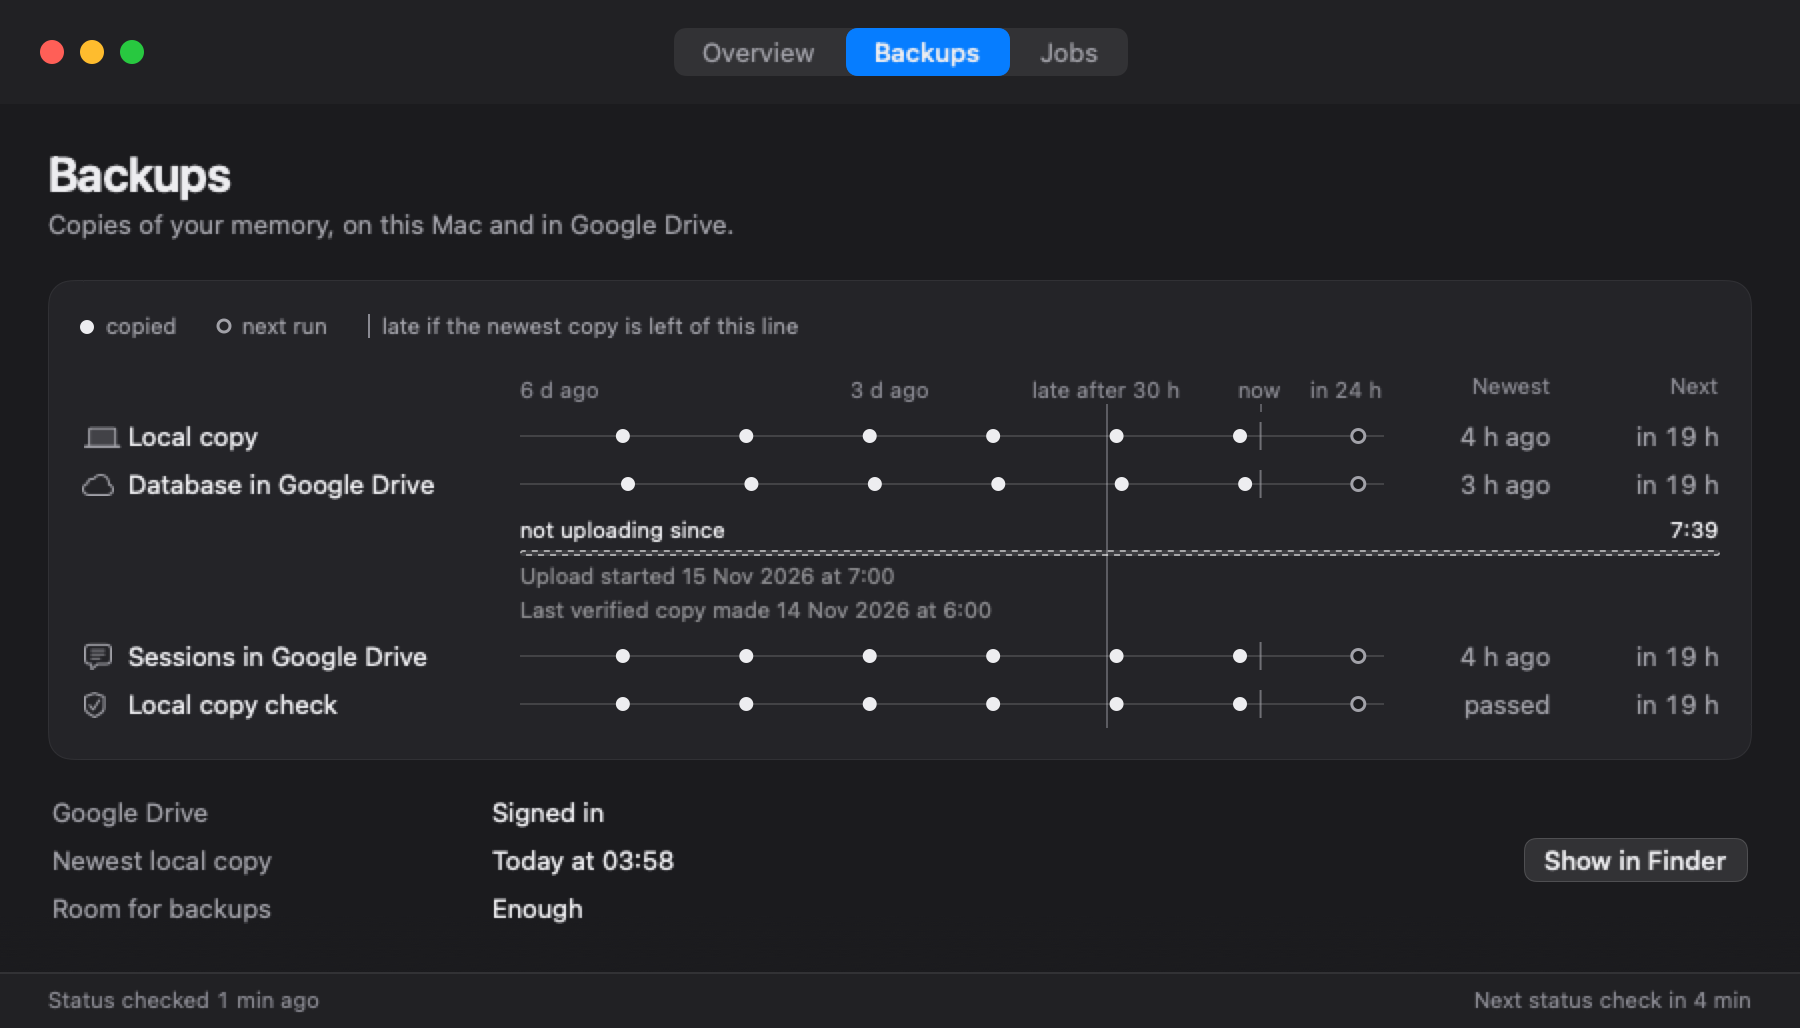 Overview Backups Jobs
Backups
Copies of your memory, on this Mac and in Google Drive.
copied next run late if the newest copy is left of this line
6 d ago 3 d ago late after 30 h now in 24 h Newest Next
Local copy 4 h ago in 19 h
Database in Google Drive 3 h ago in 19 h
not uploading since 7:39
Upload started 15 Nov 2026 at 7:00
Last verified copy made 14 Nov 2026 at 6:00
Sessions in Google Drive 4 h ago in 19 h
Local copy check passed in 19 h
Google Drive Signed in
Newest local copy Today at 03:58 Show in Finder
Room for backups Enough
Status checked 1 min ago Next status check in 4 min